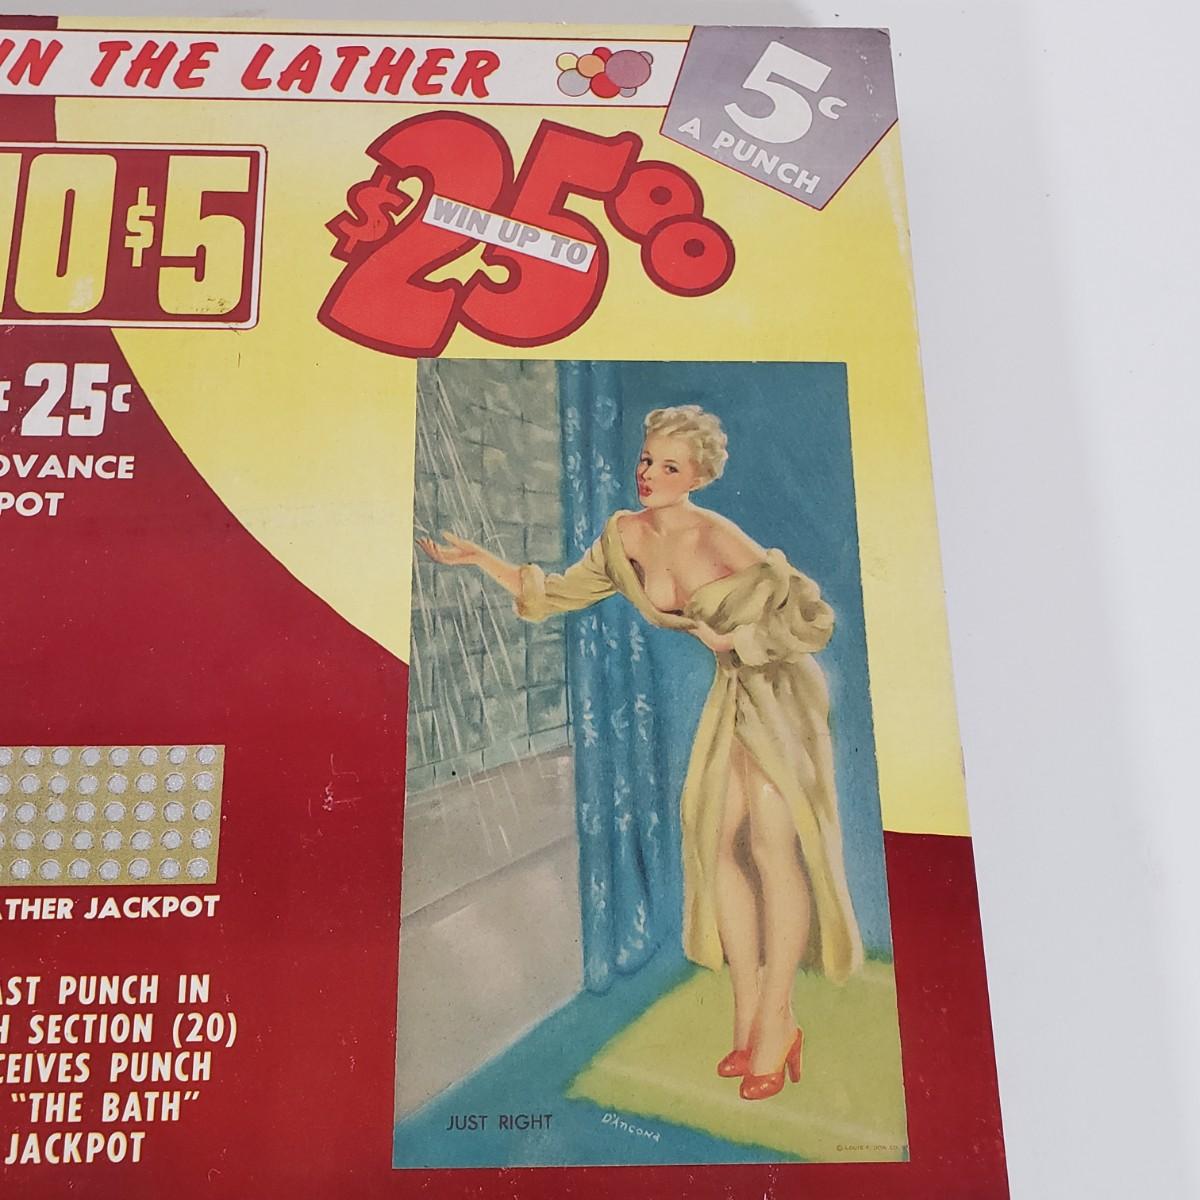 IN THE LATHER
5¢
A PUNCH
10 $5
$25.00
WIN UP TO
¢ 25¢
DVANCE
POT
ATHER JACKPOT
AST PUNCH IN
H SECTION (20)
CEIVES PUNCH
"THE BATH"
JACKPOT
JUST RIGHT
D'ANCONA